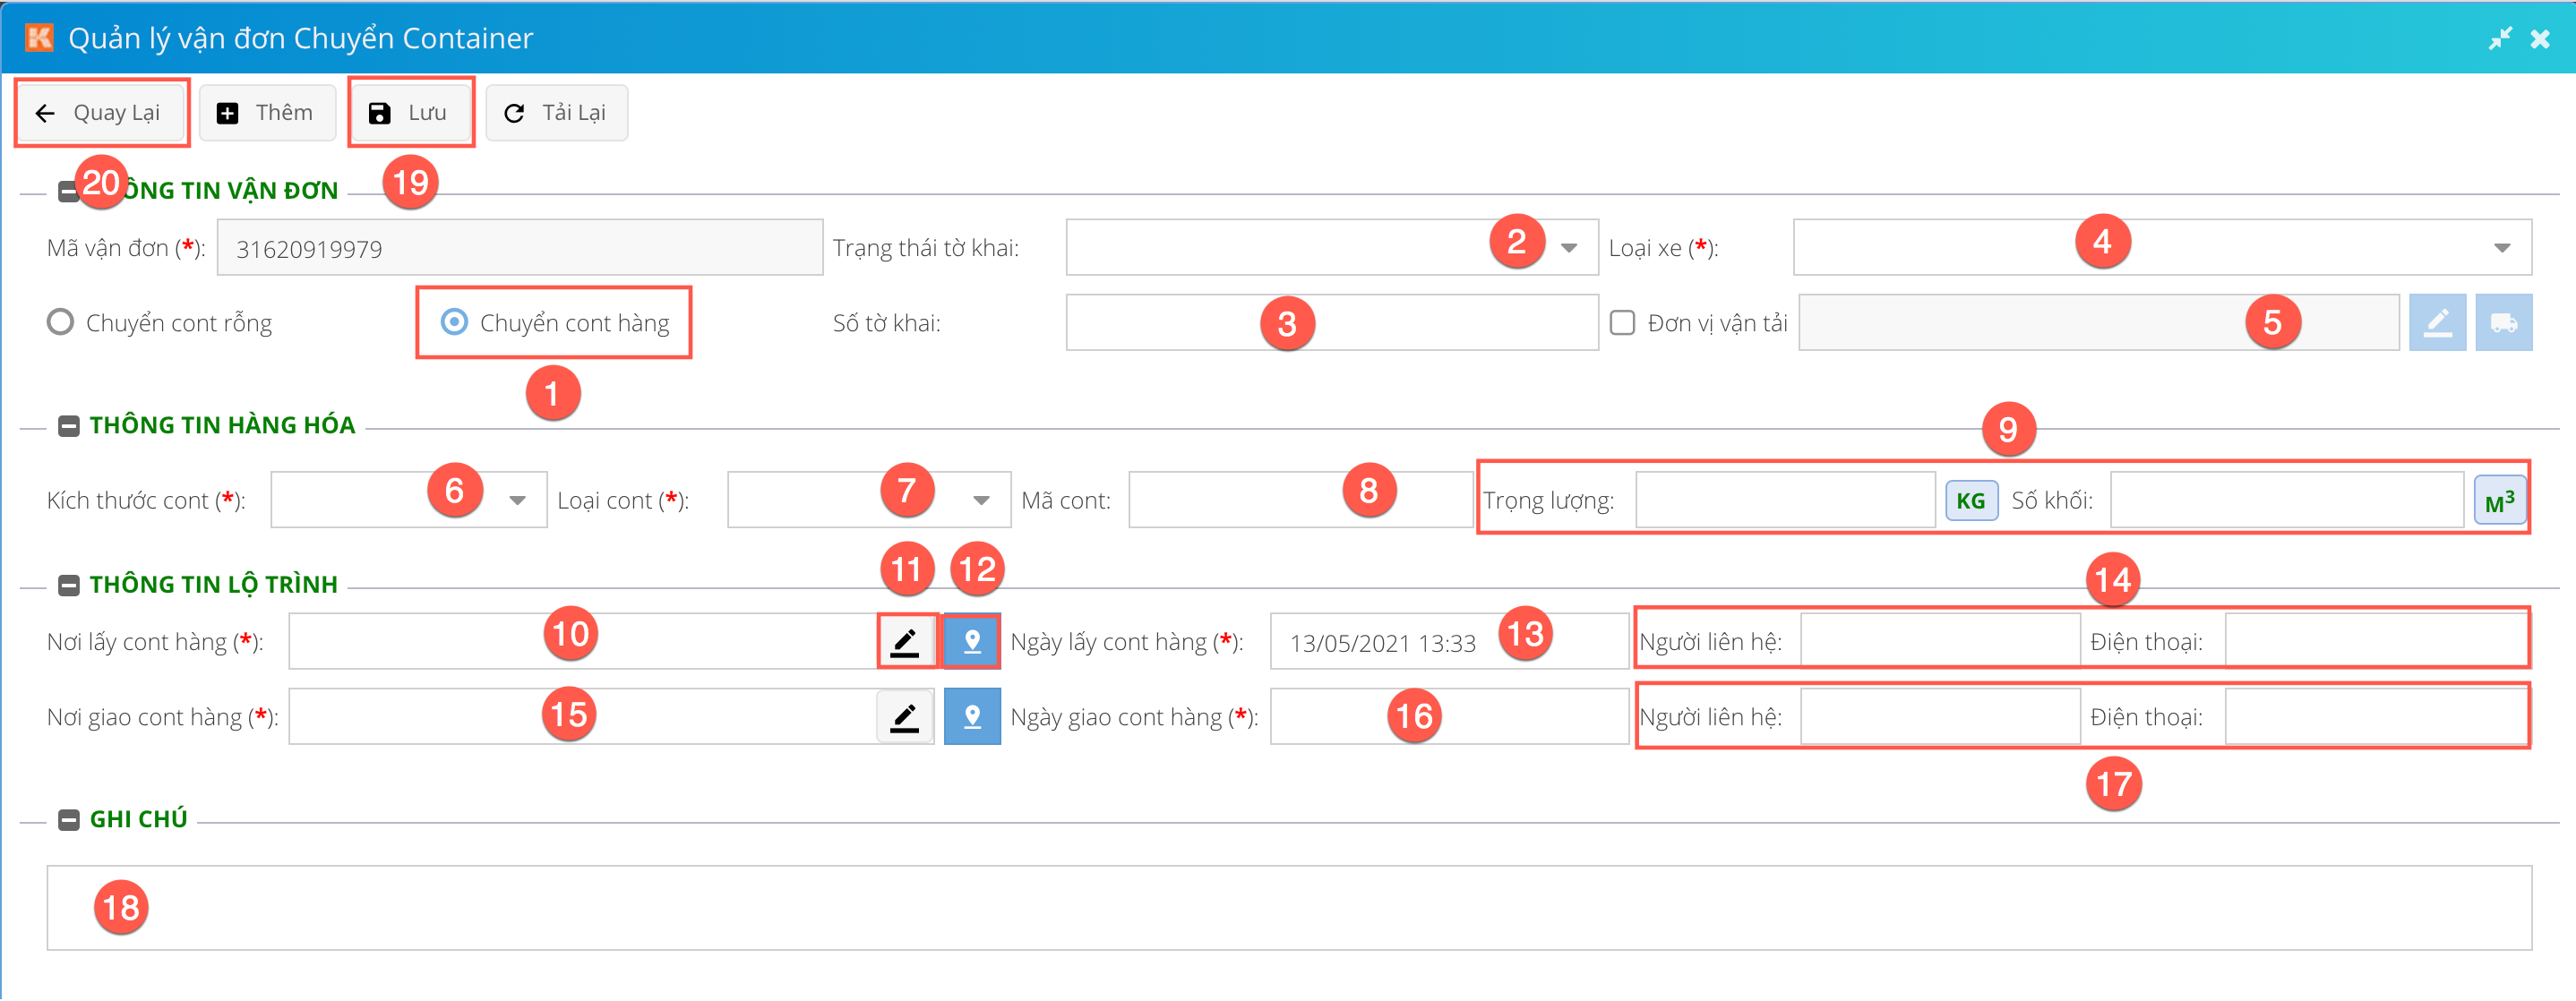 Quản lý vận đơn Chuyển Container
Quay Lại Thêm Lưu Tải Lại
20 ÔNG TIN VẬN ĐƠN 19
Mã vận đơn (*): 31620919979 Trạng thái tờ khai: 2 Loại xe (*): 4
Chuyển cont rỗng Chuyển cont hàng Số tờ khai: 3 Đơn vị vận tải 5
1
THÔNG TIN HÀNG HÓA 9
Kích thước cont (*): 6 Loại cont (*): 7 Mã cont: 8 Trọng lượng: KG Số khối: M³
11 12 14
THÔNG TIN LỘ TRÌNH
Nơi lấy cont hàng (*): 10 Ngày lấy cont hàng (*): 13/05/2021 13:33 13 Người liên hệ: Điện thoại:
Nơi giao cont hàng (*): 15 Ngày giao cont hàng (*): 16 Người liên hệ: Điện thoại:
17
GHI CHÚ
18